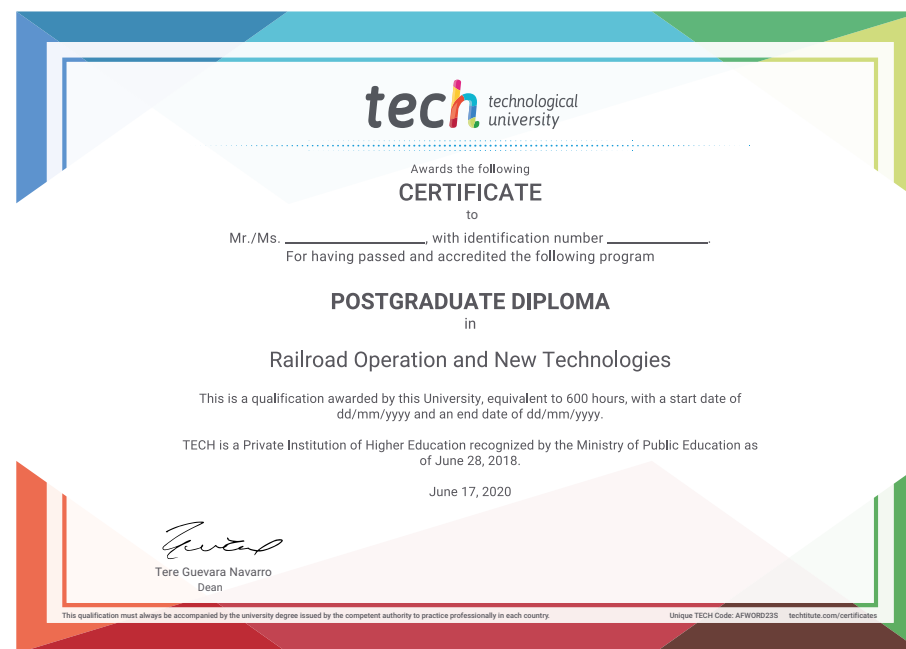 tech technological
university
Awards the following
CERTIFICATE
to
Mr./Ms. ____________, with identification number ____________.
For having passed and accredited the following program
POSTGRADUATE DIPLOMA
in
Railroad Operation and New Technologies
This is a qualification awarded by this University, equivalent to 600 hours, with a start date of
dd/mm/yyyy and an end date of dd/mm/yyyy.
TECH is a Private Institution of Higher Education recognized by the Ministry of Public Education as
of June 28, 2018.
June 17, 2020
Tere Guevara Navarro
Dean
This qualification must always be accompanied by the university degree issued by the competent authority to practice professionally in each country. Unique TECH Code: AFWORD23S techtitute.com/certificates